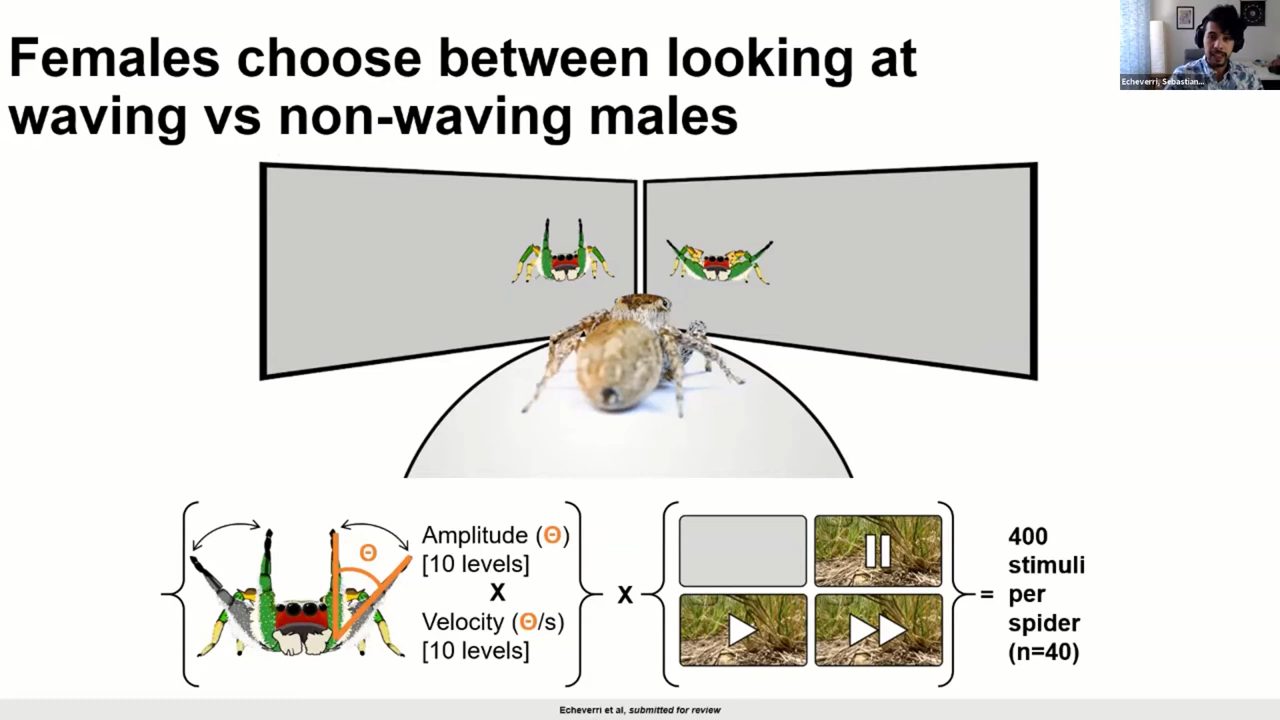 Females choose between looking at
waving vs non-waving males
Echeverri, Sebastian...
Θ
Amplitude (Θ)
[10 levels]
X
Velocity (Θ/s)
[10 levels]
X
=
400
stimuli
per
spider
(n=40)
Echeverri et al, submitted for review